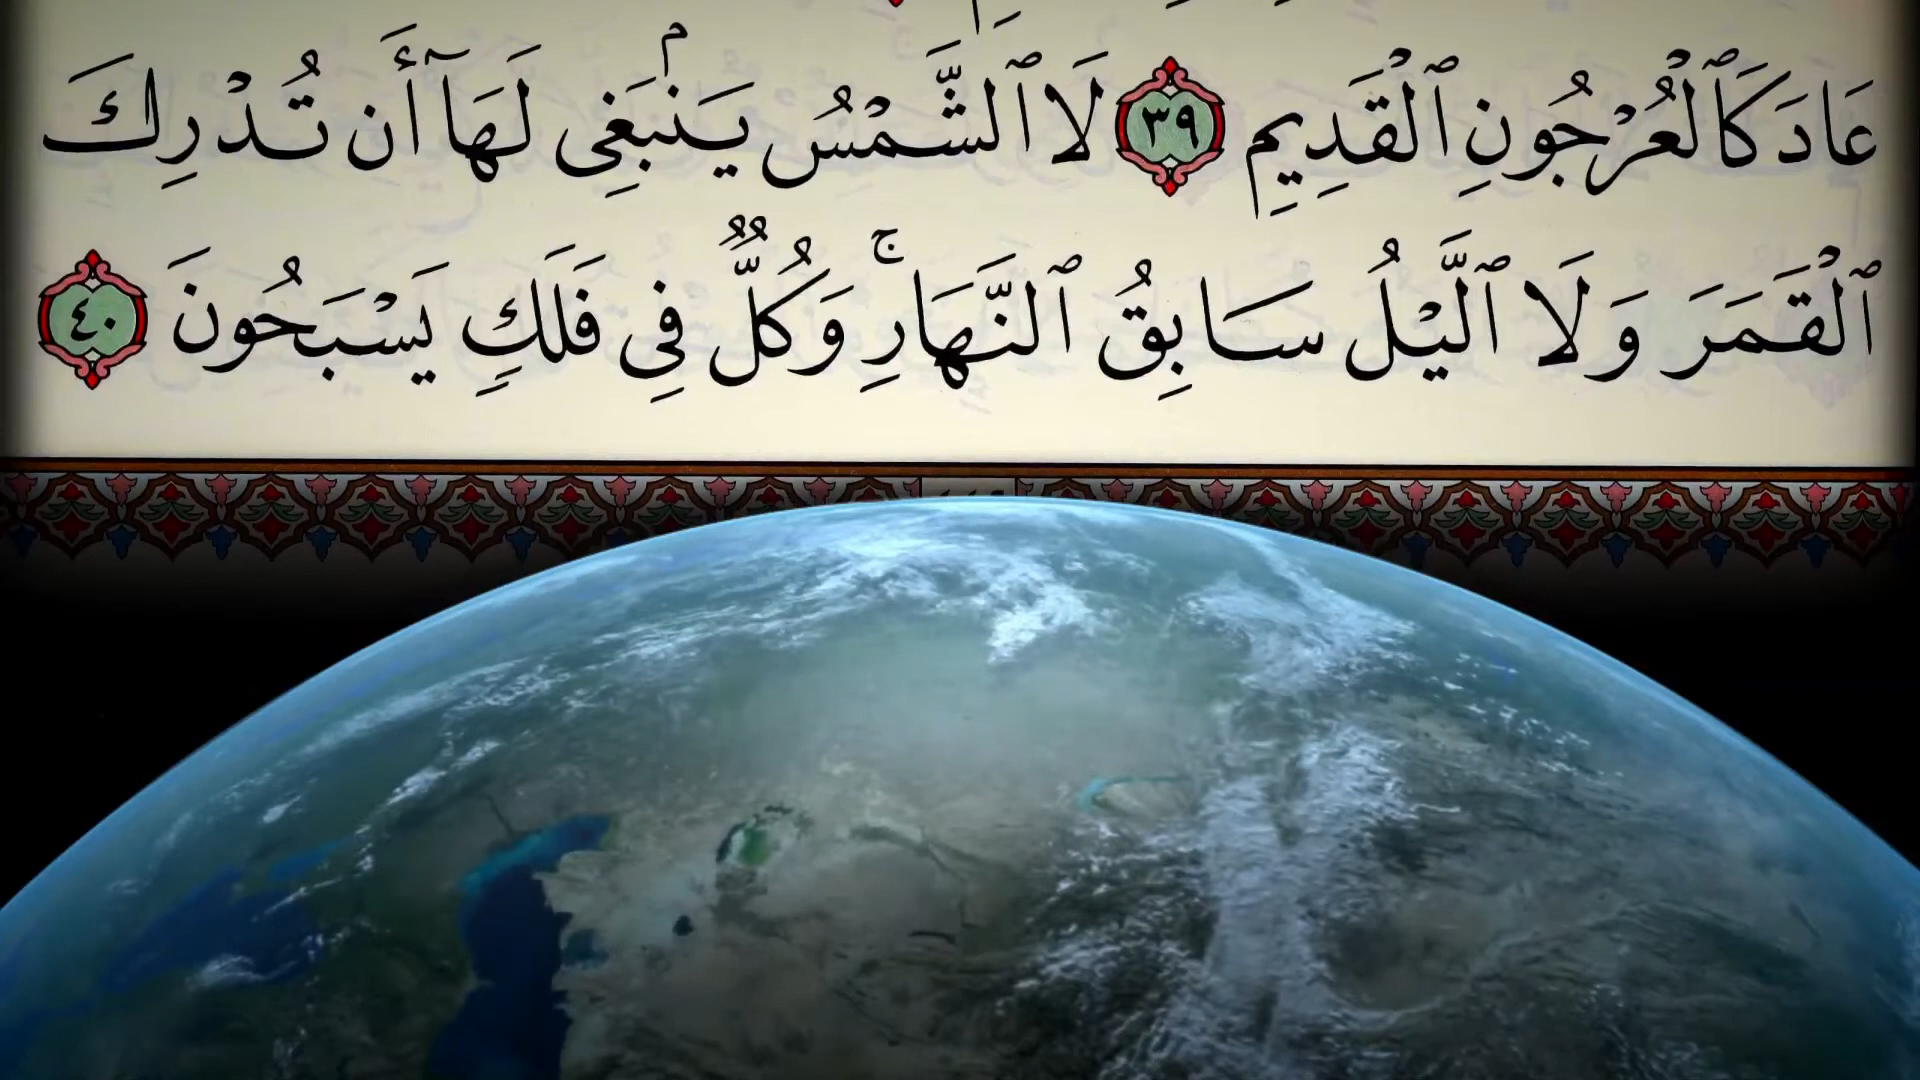 عَادَ كَٱلْعُرْجُونِ ٱلْقَدِيمِ ٣٩ لَا ٱلشَّمْسُ يَنۢبَغِى لَهَآ أَن تُدْرِكَ
ٱلْقَمَرَ وَلَا ٱلَّيْلُ سَابِقُ ٱلنَّهَارِ ۚ وَكُلٌّ فِى فَلَكٍ يَسْبَحُونَ ٤٠